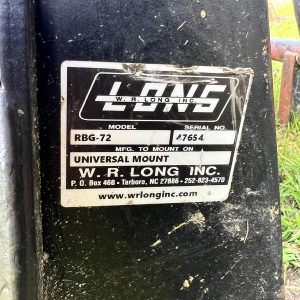 LONG
W. R. LONG INC.
MODEL SERIAL NO.
RBG-72 47654
MFG. TO MOUNT ON
UNIVERSAL MOUNT
W. R. LONG INC.
P. O. Box 460 - Tarboro, NC 27886 - 252-823-4570
www.wrlonginc.com